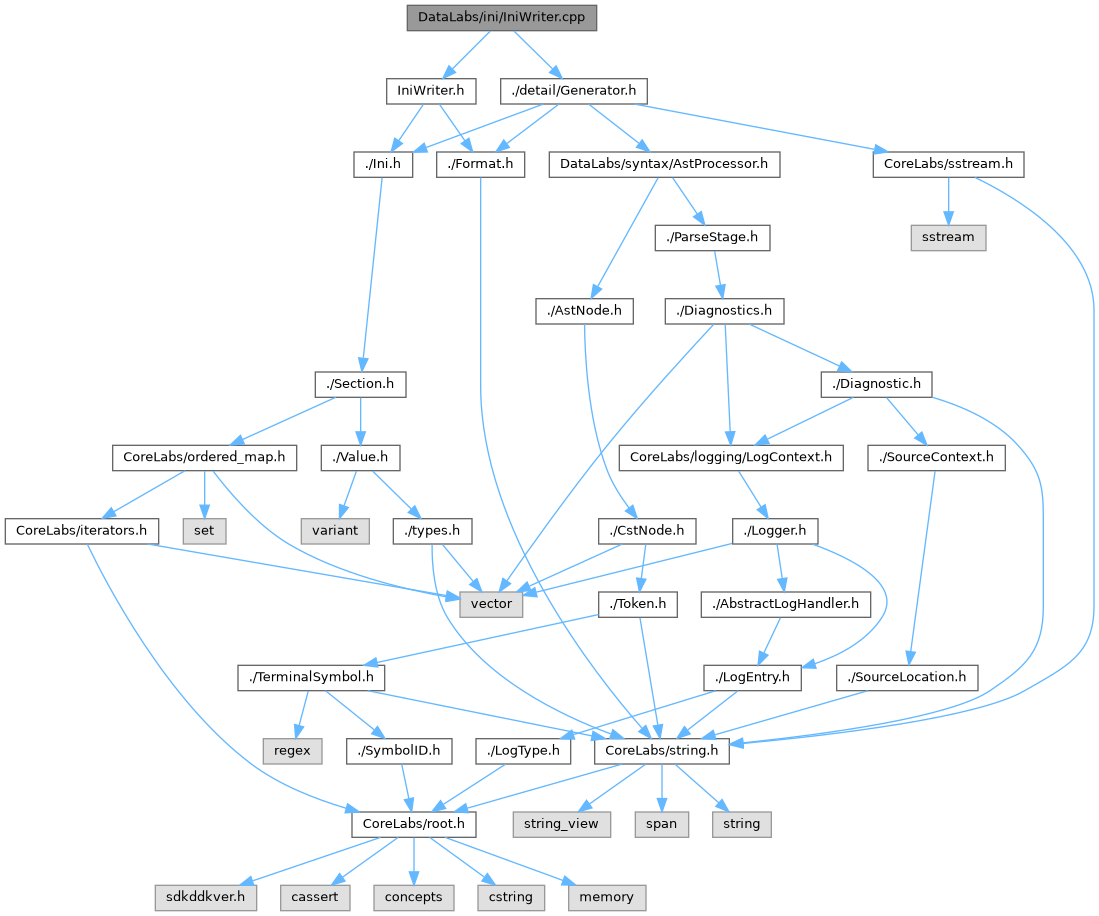 DataLabs/ini/IniWriter.cpp
IniWriter.h
./detail/Generator.h
./Ini.h
./Format.h
DataLabs/syntax/AstProcessor.h
CoreLabs/sstream.h
./ParseStage.h
sstream
./AstNode.h
./Diagnostics.h
./Section.h
./Diagnostic.h
CoreLabs/ordered_map.h
./Value.h
CoreLabs/logging/LogContext.h
./SourceContext.h
CoreLabs/iterators.h
set
variant
./types.h
./CstNode.h
./Logger.h
vector
./Token.h
./AbstractLogHandler.h
./TerminalSymbol.h
./LogEntry.h
./SourceLocation.h
regex
./SymbolID.h
./LogType.h
CoreLabs/string.h
CoreLabs/root.h
string_view
span
string
sdkddkver.h
cassert
concepts
cstring
memory